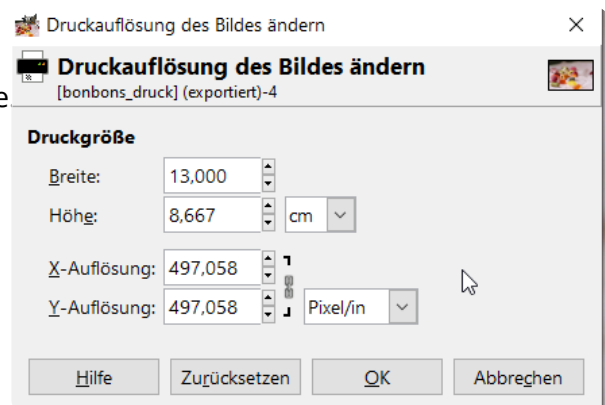 Druckauflösung des Bildes ändern
Druckauflösung des Bildes ändern
[bonbons_druck] (exportiert)-4
e
Druckgröße
Breite: 13,000
Höhe: 8,667 cm
X-Auflösung: 497,058
Y-Auflösung: 497,058 Pixel/in
Hilfe Zurücksetzen OK Abbrechen